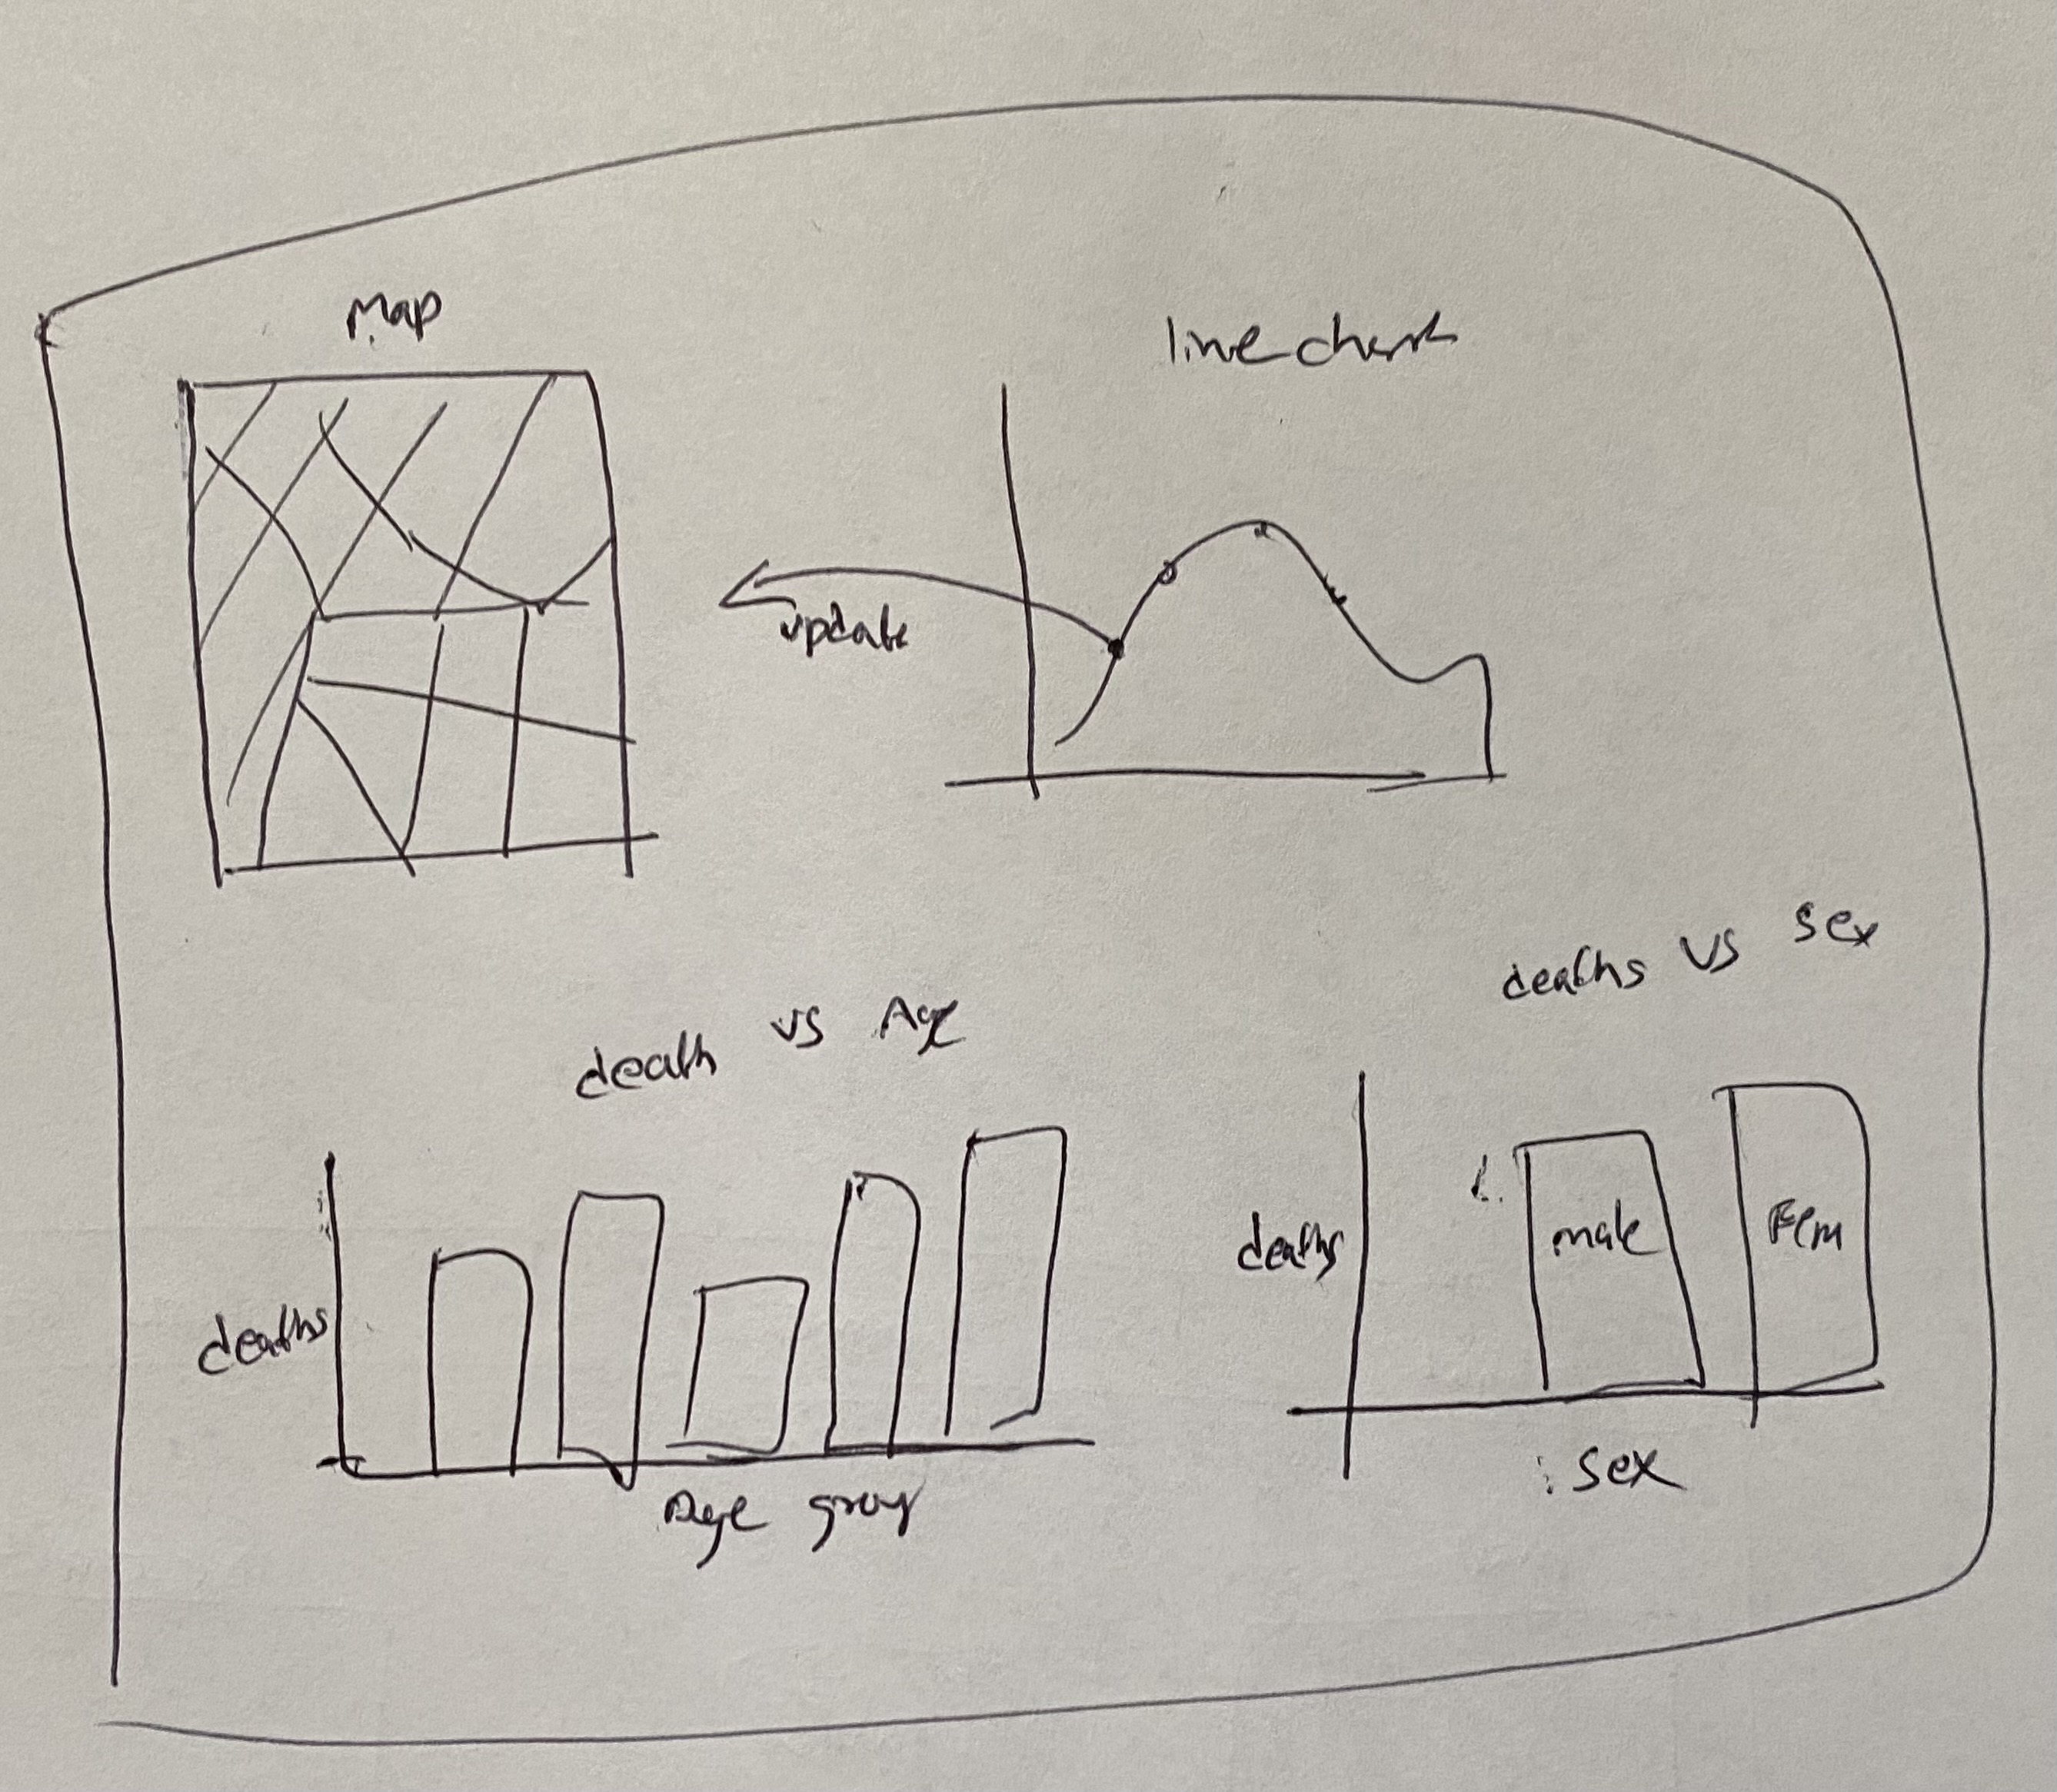 Map
line chart
update
deaths vs sex
death vs Age
deaths
male
Fem
deaths
Age group
sex